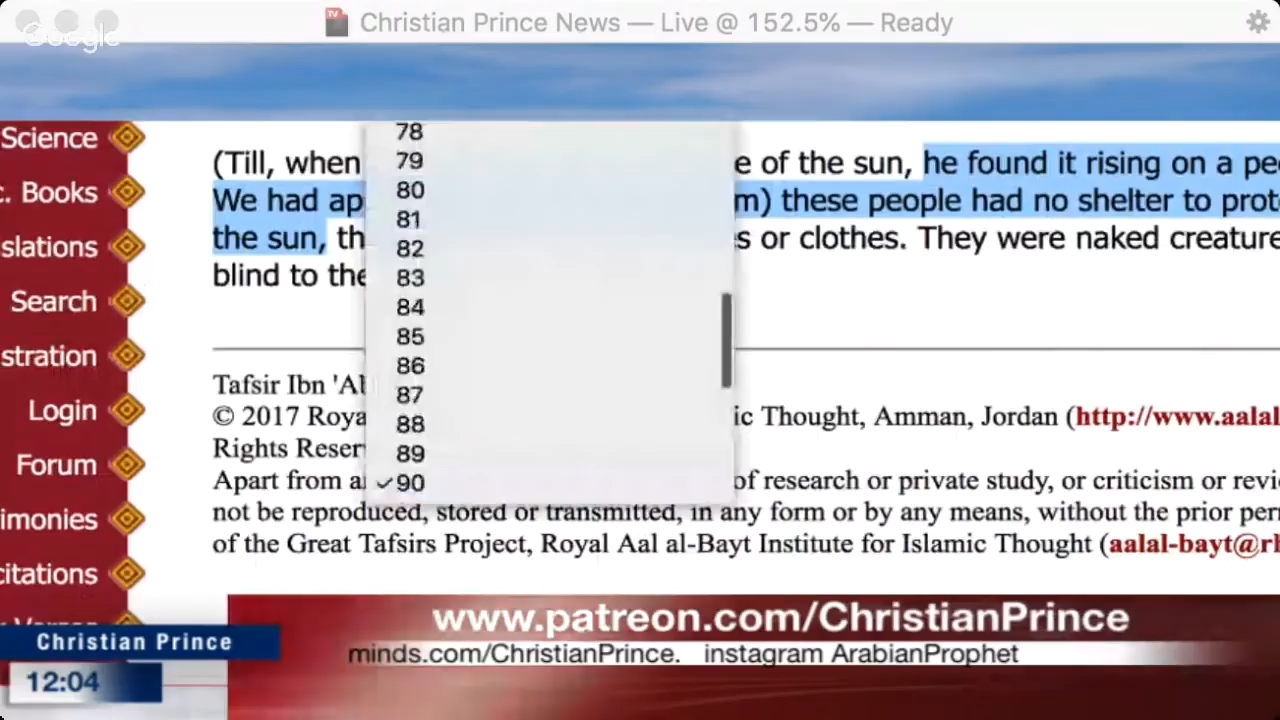 Christian Prince News — Live @ 152.5% — Ready
Google
TV
Science
c. Books
slations
Search
stration
Login
Forum
imonies
citations
(Till, when
e of the sun, he found it rising on a pe
We had ap
m) these people had no shelter to prot
the sun, th
s or clothes. They were naked creature
blind to the
78
79
80
81
82
83
84
85
86
87
88
89
✓90
Tafsir Ibn 'Al
© 2017 Roya
ic Thought, Amman, Jordan (http://www.aalal
Rights Reser
Apart from a
of research or private study, or criticism or revi
not be reproduced, stored or transmitted, in any form or by any means, without the prior perr
of the Great Tafsirs Project, Royal Aal al-Bayt Institute for Islamic Thought (aalal-bayt@rh
www.patreon.com/ChristianPrince
Christian Prince
minds.com/ChristianPrince. instagram ArabianProphet
12:04